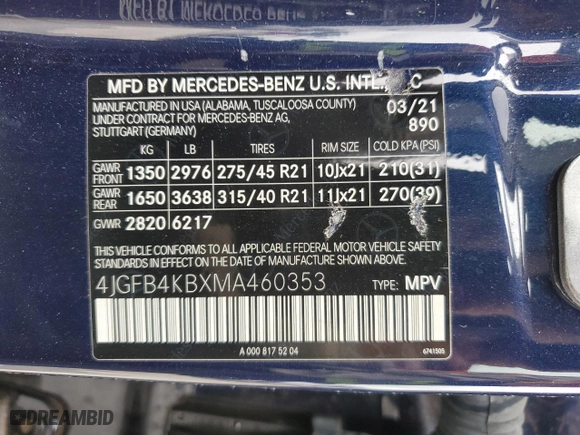 MFD BY MERCEDES-BENZ U.S. INTL., INC
MANUFACTURED IN USA (ALABAMA, TUSCALOOSA COUNTY) 03/21
UNDER CONTRACT FOR MERCEDES-BENZ AG, 890
STUTTGART (GERMANY)
KG LB TIRES RIM SIZE COLD KPA (PSI)
GAWR FRONT 1350 2976 275/45 R21 10Jx21 210(31)
GAWR REAR 1650 3638 315/40 R21 11Jx21 270(39)
GVWR 2820 6217
THIS VEHICLE CONFORMS TO ALL APPLICABLE FEDERAL MOTOR VEHICLE SAFETY
STANDARDS IN EFFECT ON THE DATE OF MANUFACTURE SHOWN ABOVE.
4JGFB4KBXMA460353 TYPE: MPV
A 000 817 52 04 6741505
DREAMBID